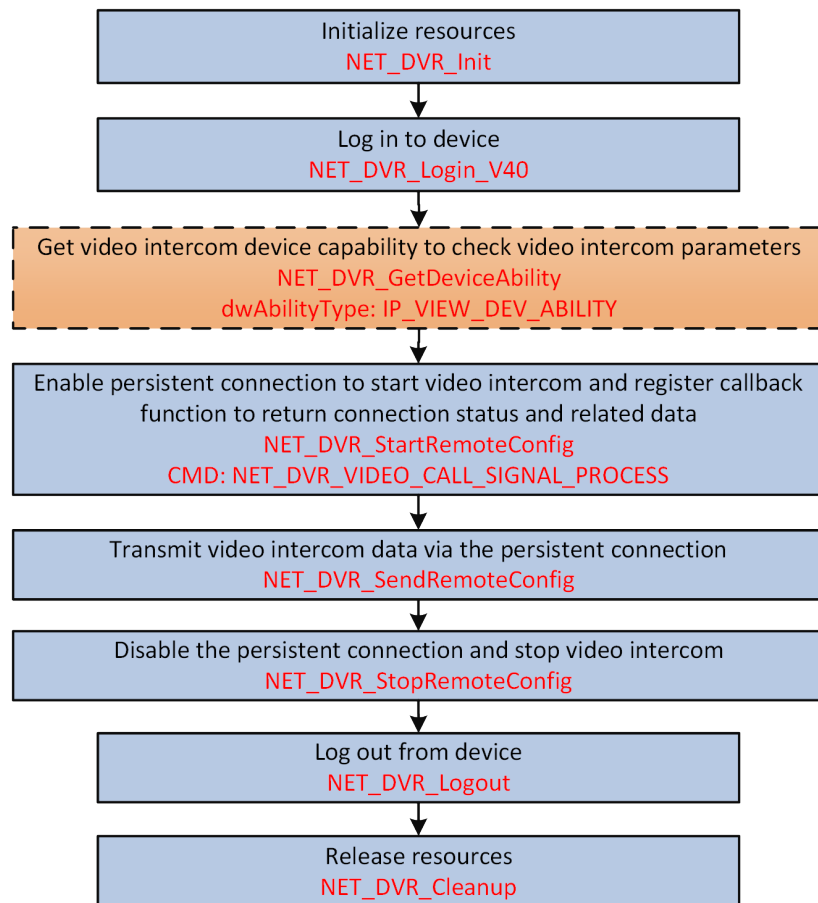 Initialize resources
NET_DVR_Init
Log in to device
NET_DVR_Login_V40
Get video intercom device capability to check video intercom parameters
NET_DVR_GetDeviceAbility
dwAbilityType: IP_VIEW_DEV_ABILITY
Enable persistent connection to start video intercom and register callback
function to return connection status and related data
NET_DVR_StartRemoteConfig
CMD: NET_DVR_VIDEO_CALL_SIGNAL_PROCESS
Transmit video intercom data via the persistent connection
NET_DVR_SendRemoteConfig
Disable the persistent connection and stop video intercom
NET_DVR_StopRemoteConfig
Log out from device
NET_DVR_Logout
Release resources
NET_DVR_Cleanup